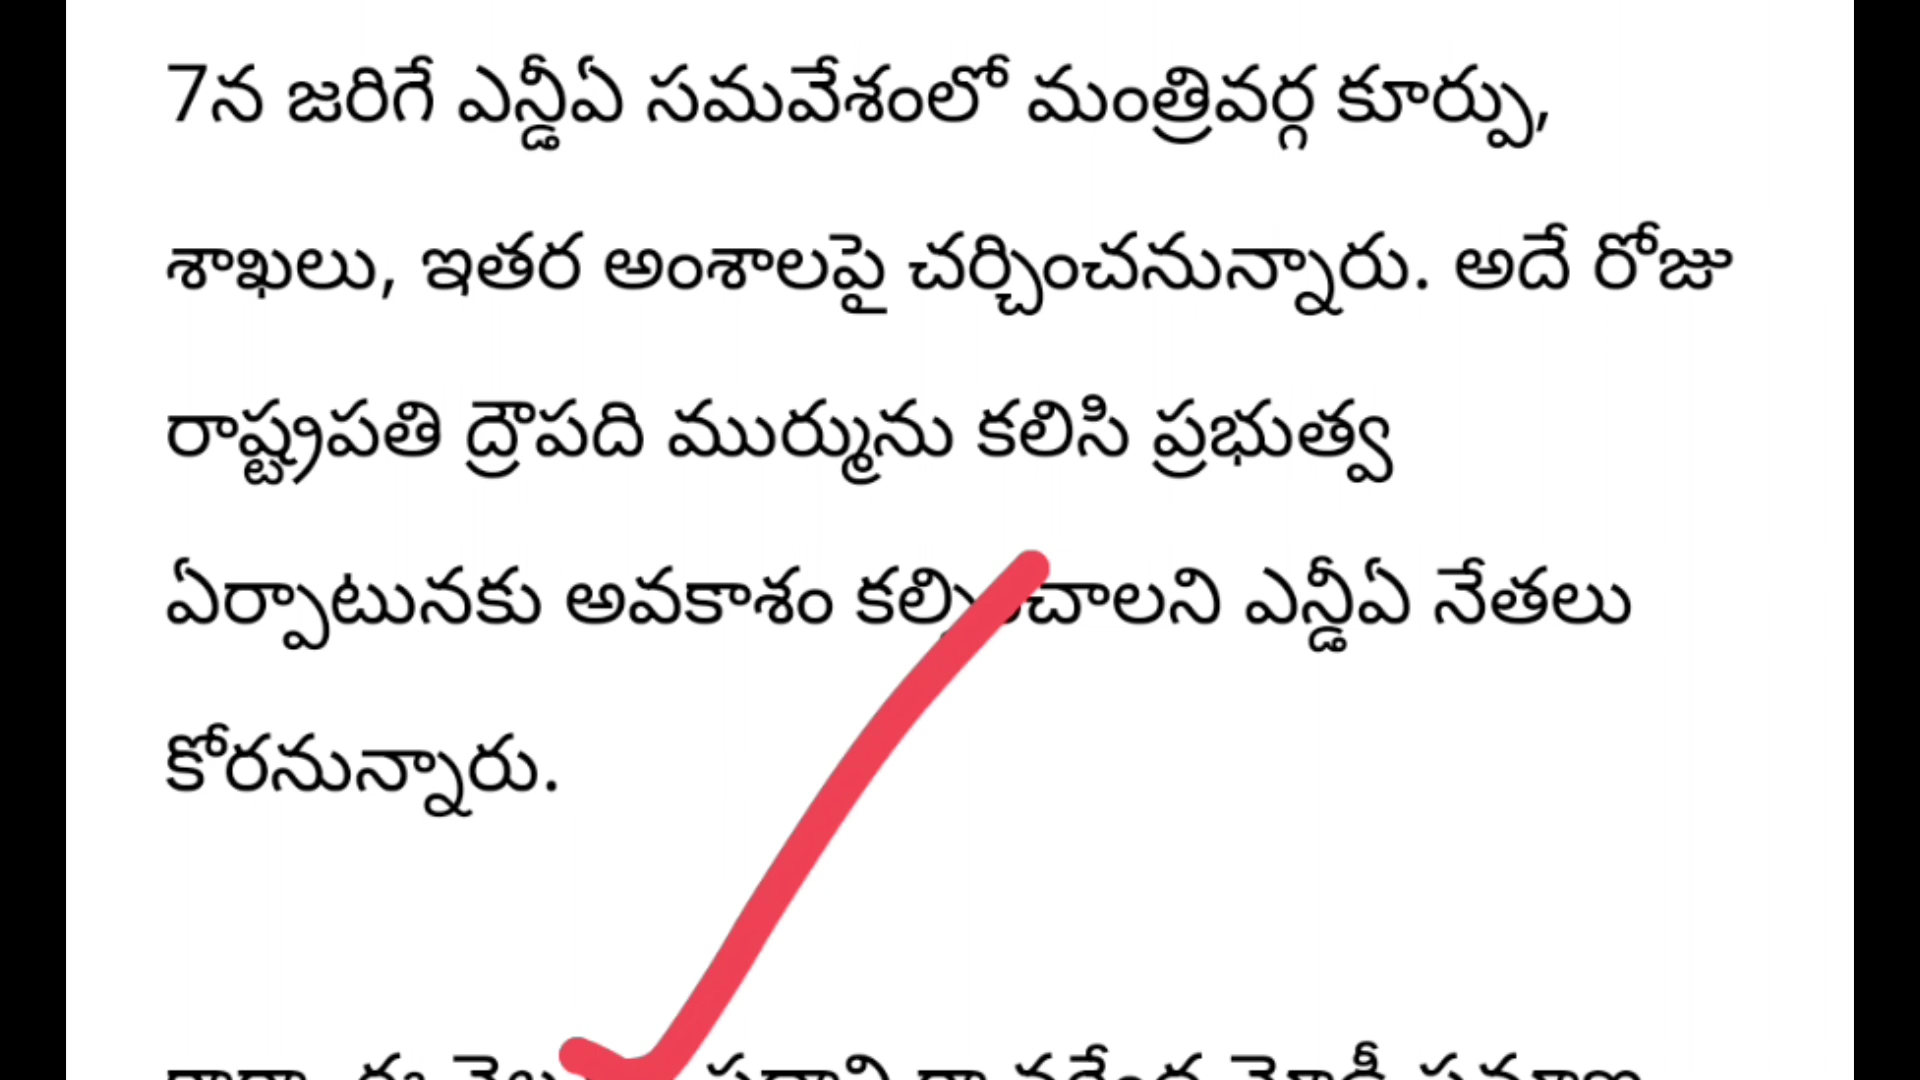 7న జరిగే ఎన్డీఏ సమావేశంలో మంత్రివర్గ కూర్పు,
శాఖలు, ఇతర అంశాలపై చర్చించనున్నారు. అదే రోజు
రాష్ట్రపతి ద్రౌపది ముర్మును కలిసి ప్రభుత్వ
ఏర్పాటునకు అవకాశం కల్పించాలని ఎన్డీఏ నేతలు
కోరనున్నారు.